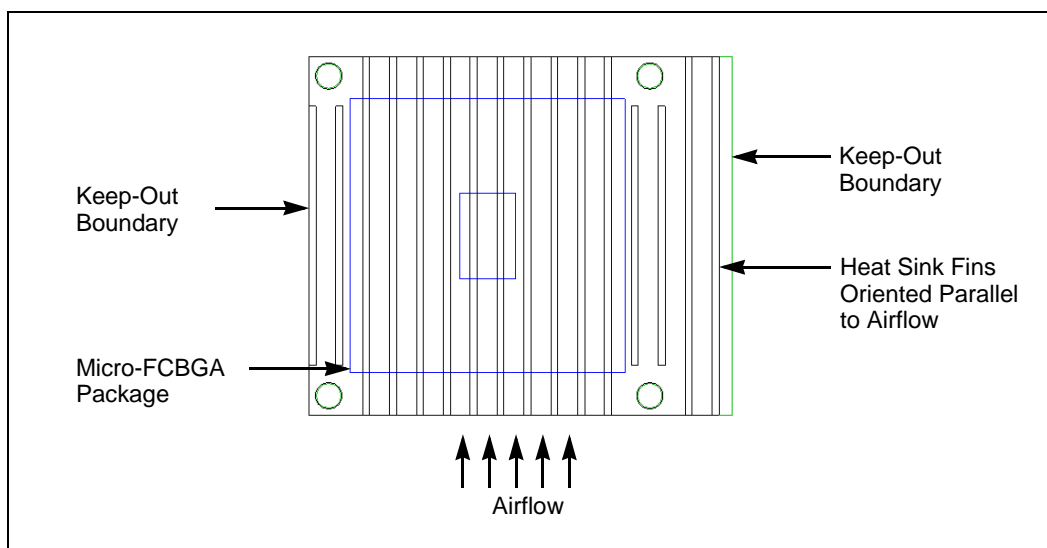 Keep-Out
Boundary
Keep-Out
Boundary
Heat Sink Fins
Oriented Parallel
to Airflow
Micro-FCBGA
Package
Airflow